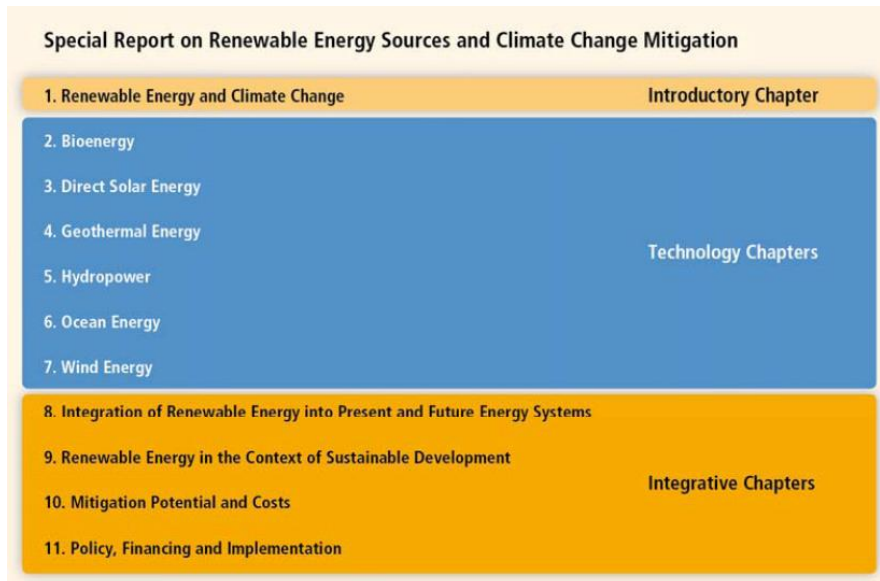 Special Report on Renewable Energy Sources and Climate Change Mitigation
1. Renewable Energy and Climate Change
Introductory Chapter
2. Bioenergy
3. Direct Solar Energy
4. Geothermal Energy
5. Hydropower
6. Ocean Energy
7. Wind Energy
Technology Chapters
8. Integration of Renewable Energy into Present and Future Energy Systems
9. Renewable Energy in the Context of Sustainable Development
10. Mitigation Potential and Costs
11. Policy, Financing and Implementation
Integrative Chapters